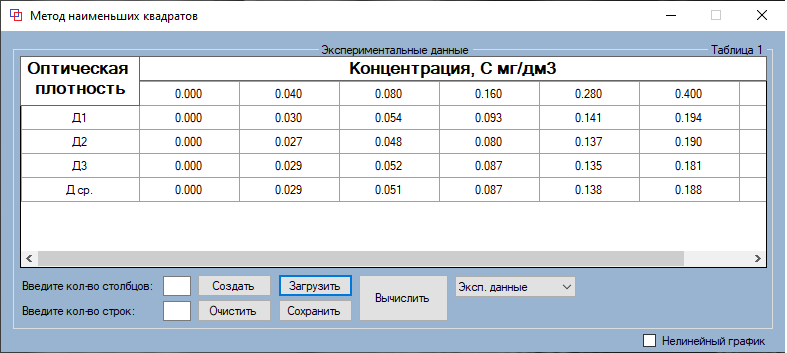 Метод наименьших квадратов
Экспериментальные данные
Таблица 1
Оптическая плотность
Концентрация, С мг/дм3
0.000 0.040 0.080 0.160 0.280 0.400
Д1 0.000 0.030 0.054 0.093 0.141 0.194
Д2 0.000 0.027 0.048 0.080 0.137 0.190
Д3 0.000 0.029 0.052 0.087 0.135 0.181
Д ср. 0.000 0.029 0.051 0.087 0.138 0.188
Введите кол-во столбцов:
Создать
Загрузить
Вычислить
Эксп. данные
Введите кол-во строк:
Очистить
Сохранить
Нелинейный график